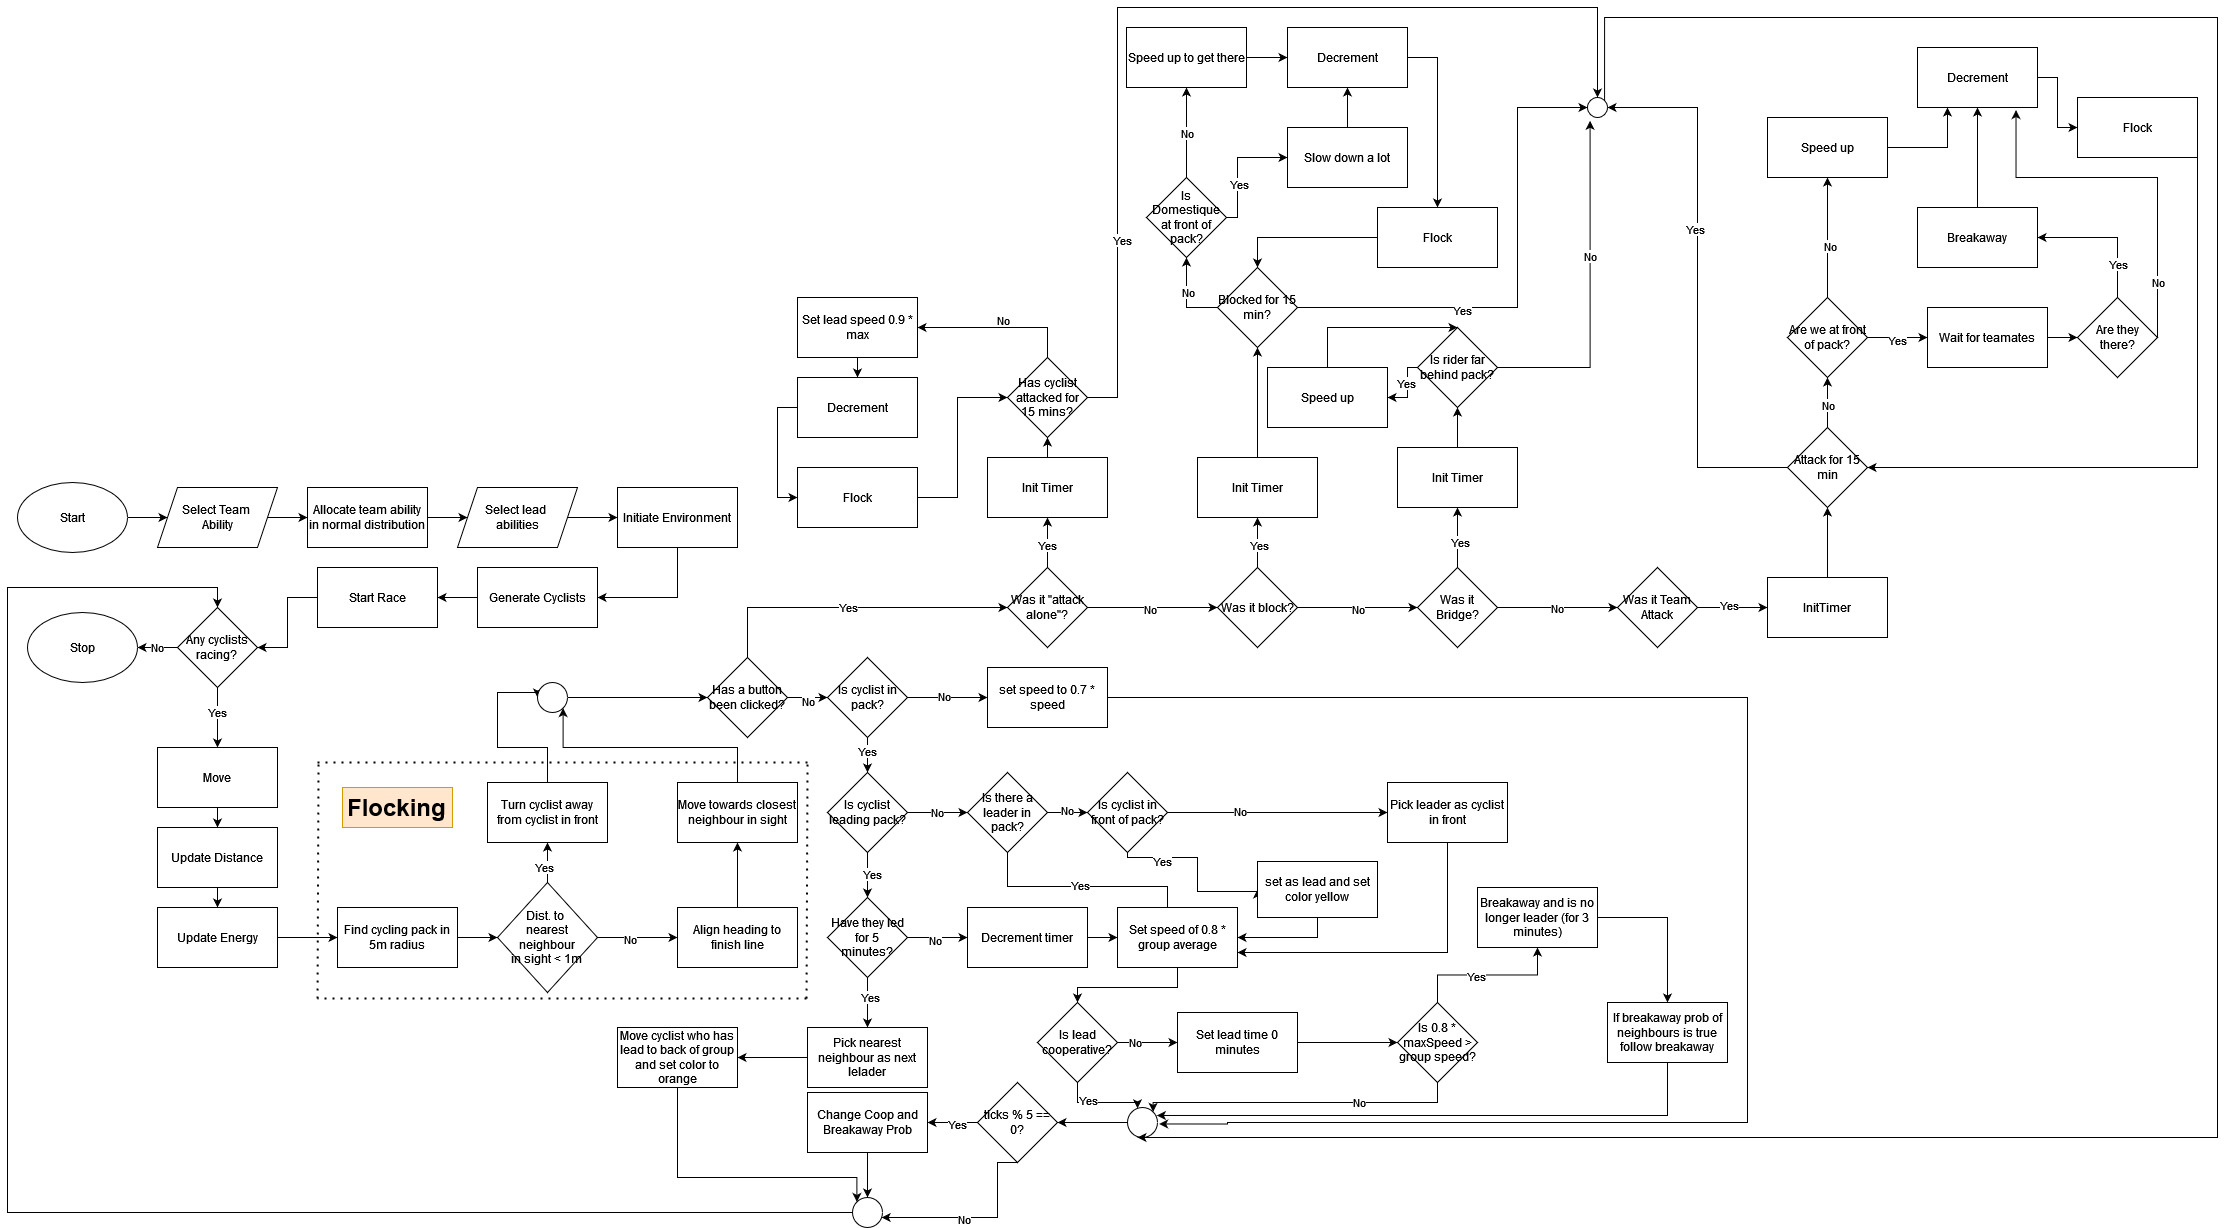 Start
Select Team
Ability
Allocate team ability
in normal distribution
Select lead
abilities
Initiate Environment
Generate Cyclists
Start Race
Any cyclists
racing?
No
Stop
Yes
Move
Update Distance
Update Energy
Flocking
Find cycling pack in
5m radius
Dist. to
nearest
neighbour
in sight < 1m
Yes
Turn cyclist away
from cyclist in front
No
Align heading to
finish line
Move towards closest
neighbour in sight
Has a button
been clicked?
No
Yes
Is cyclist in
pack?
No
set speed to 0.7 *
speed
Yes
Is cyclist
leading pack?
Yes
Have they led
for 5
minutes?
Yes
Pick nearest
neighbour as next
lelader
Move cyclist who has
lead to back of group
and set color to
orange
No
Decrement timer
No
Is there a
leader in
pack?
Yes
No
Is cyclist in
front of pack?
Yes
set as lead and set
color yellow
No
Pick leader as cyclist
in front
Set speed of 0.8 *
group average
Is lead
cooperative?
Yes
No
Set lead time 0
minutes
Is 0.8 *
maxSpeed >
group speed?
No
Yes
Breakaway and is no
longer leader (for 3
minutes)
If breakaway prob of
neighbours is true
follow breakaway
ticks % 5 ==
0?
Yes
Change Coop and
Breakaway Prob
No
Was it "attack
alone"?
Yes
Init Timer
Has cyclist
attacked for
15 mins?
Yes
No
Set lead speed 0.9 *
max
Decrement
Flock
No
Was it block?
Yes
Init Timer
Blocked for 15
min?
Yes
No
Is
Domestique
at front of
pack?
No
Speed up to get there
Yes
Slow down a lot
Decrement
Flock
No
Was it
Bridge?
Yes
Init Timer
Is rider far
behind pack?
Yes
Speed up
No
No
Was it Team
Attack
Yes
InitTimer
Attack for 15
min
Yes
No
Are we at front
of pack?
No
Speed up
Yes
Wait for teamates
Are they
there?
Yes
Breakaway
No
Decrement
Flock